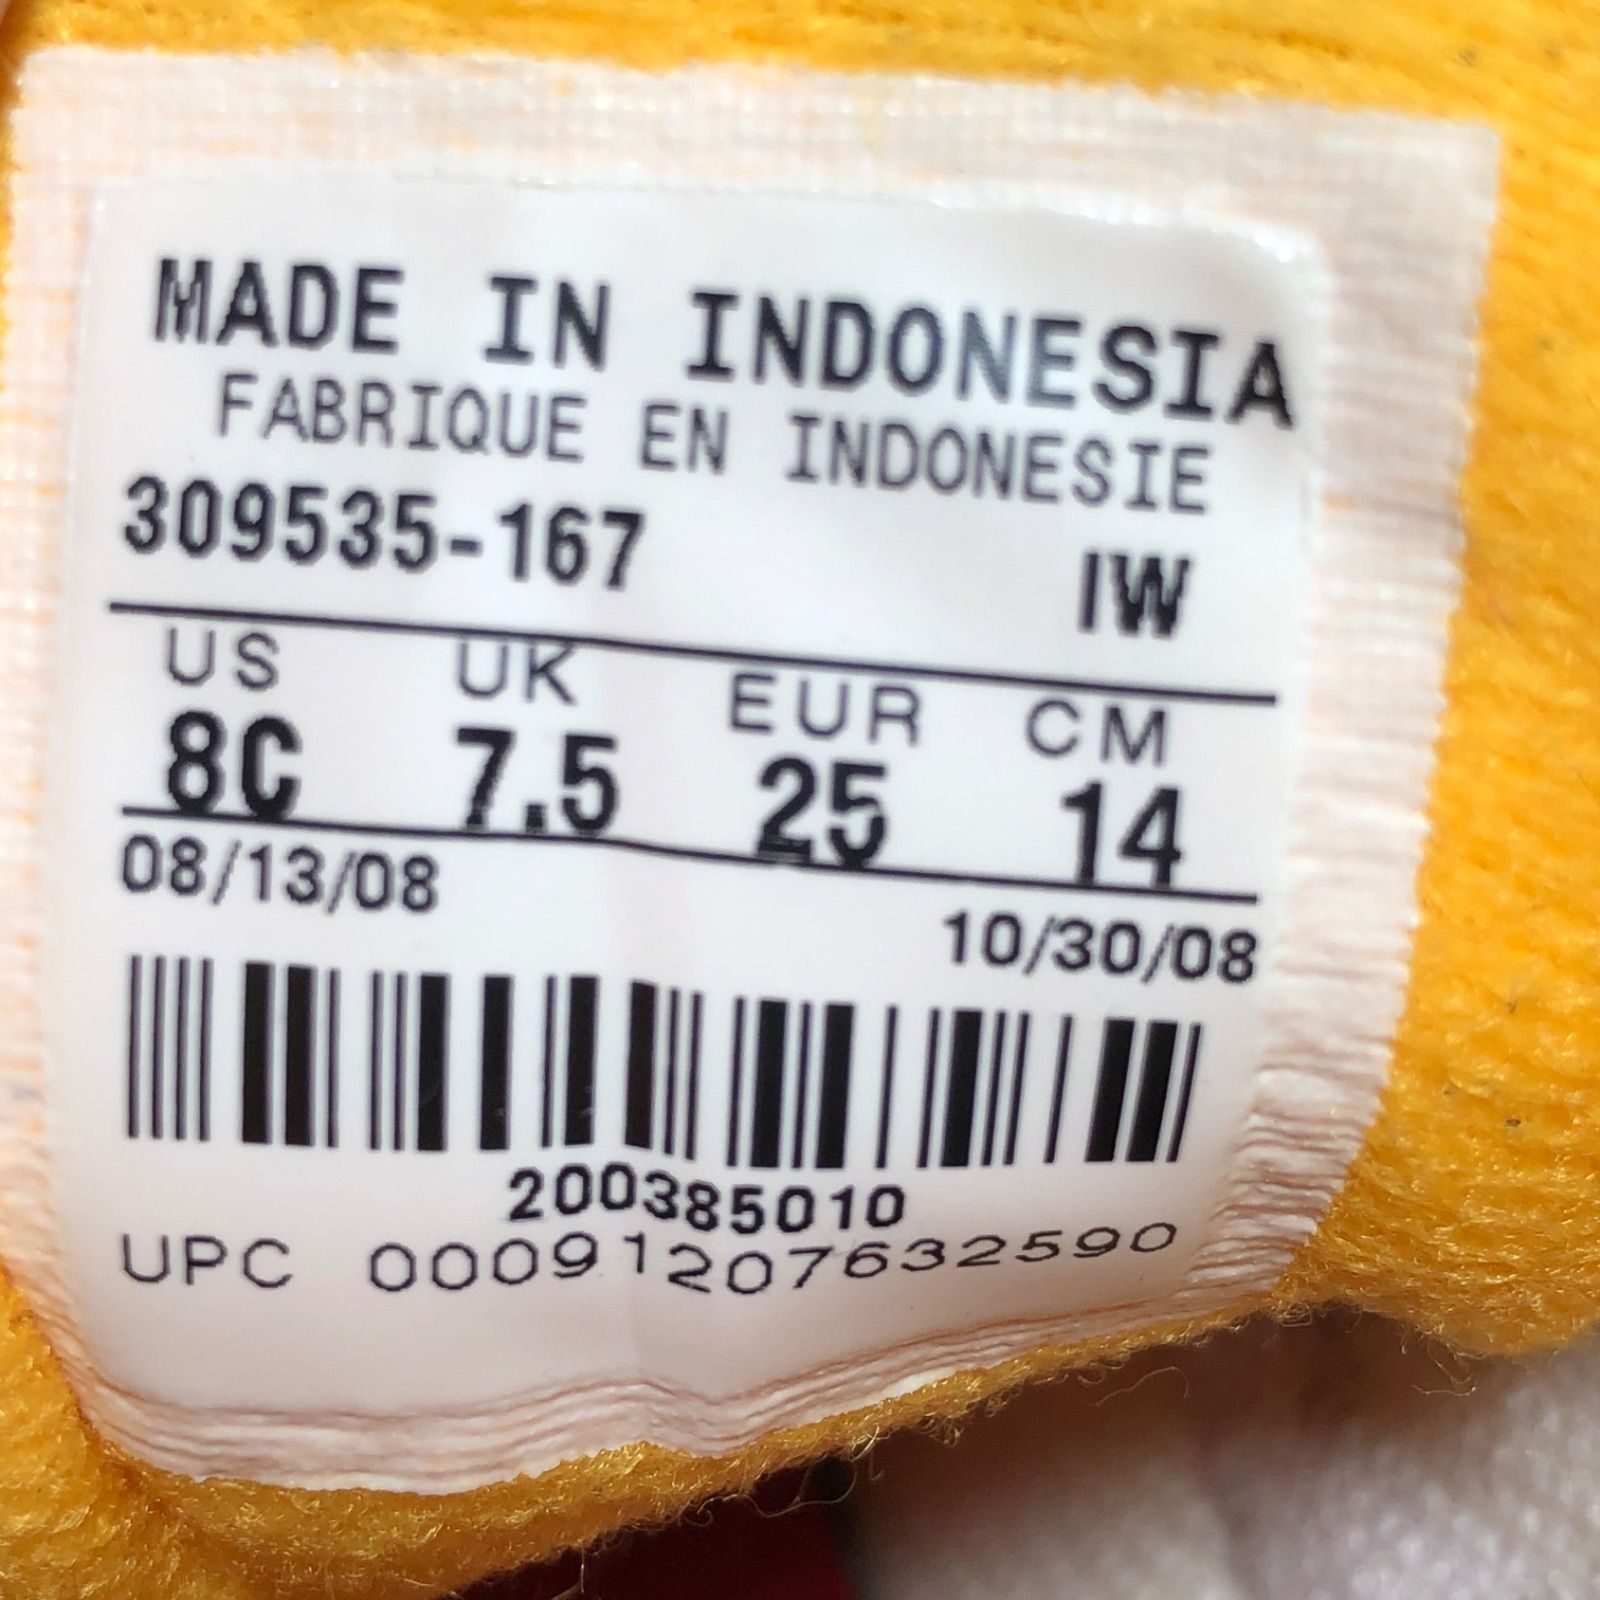 MADE IN INDONESIA
FABRIQUE EN INDONESIE
309535-167 IW
US UK EUR CM
8C 7.5 25 14
08/13/08 10/30/08
200385010
UPC 00091207632590